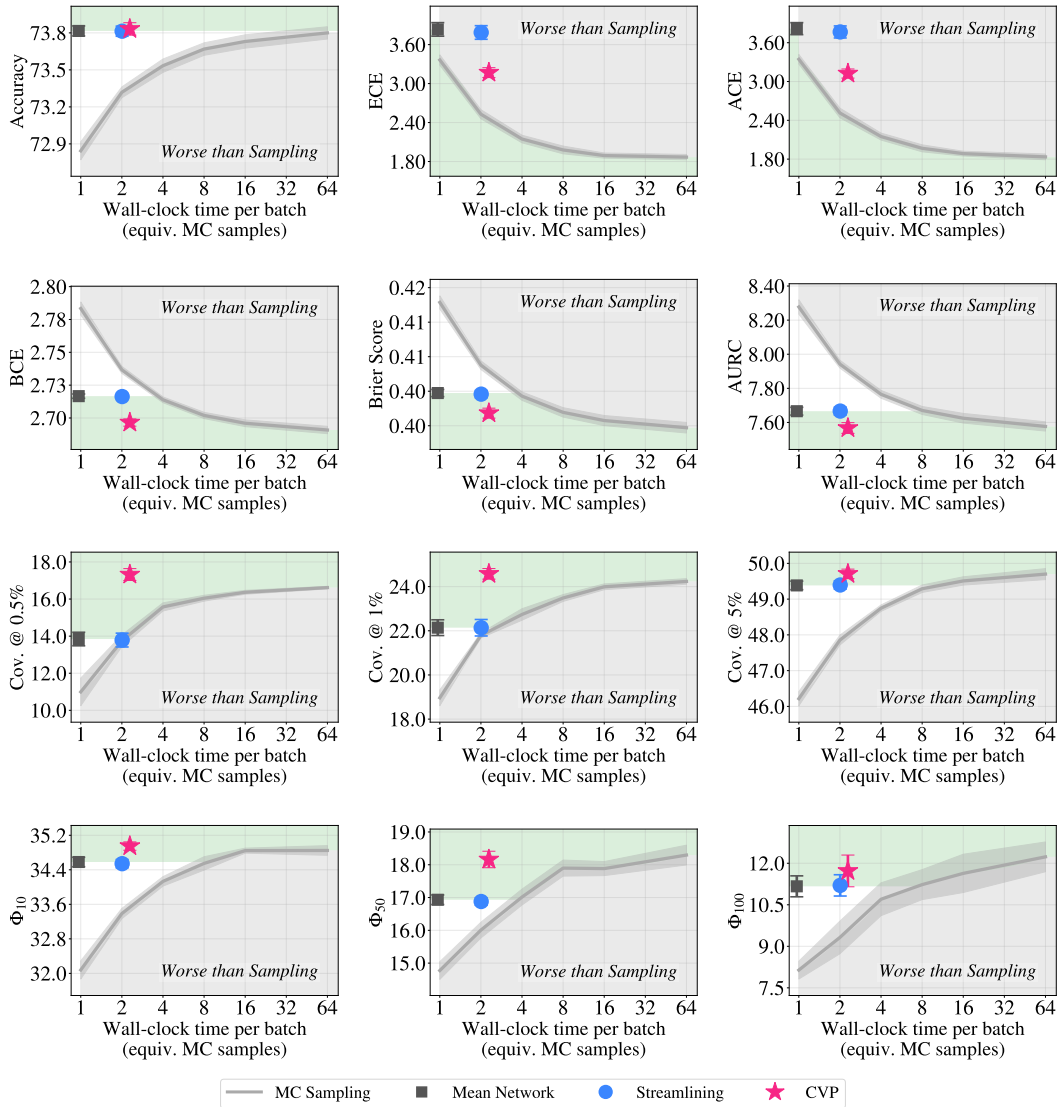 Accuracy
73.8
73.5
73.2
72.9
Worse than Sampling
1 2 4 8 16 32 64
Wall-clock time per batch
(equiv. MC samples)
ECE
3.60
3.00
2.40
1.80
Worse than Sampling
1 2 4 8 16 32 64
Wall-clock time per batch
(equiv. MC samples)
ACE
3.60
3.00
2.40
1.80
Worse than Sampling
1 2 4 8 16 32 64
Wall-clock time per batch
(equiv. MC samples)
BCE
2.80
2.78
2.75
2.73
2.70
Worse than Sampling
1 2 4 8 16 32 64
Wall-clock time per batch
(equiv. MC samples)
Brier Score
0.42
0.41
0.41
0.40
0.40
Worse than Sampling
1 2 4 8 16 32 64
Wall-clock time per batch
(equiv. MC samples)
AURC
8.40
8.20
8.00
7.80
7.60
Worse than Sampling
1 2 4 8 16 32 64
Wall-clock time per batch
(equiv. MC samples)
Cov. @ 0.5%
18.0
16.0
14.0
12.0
10.0
Worse than Sampling
1 2 4 8 16 32 64
Wall-clock time per batch
(equiv. MC samples)
Cov. @ 1%
24.0
22.0
20.0
18.0
Worse than Sampling
1 2 4 8 16 32 64
Wall-clock time per batch
(equiv. MC samples)
Cov. @ 5%
50.0
49.0
48.0
47.0
46.0
Worse than Sampling
1 2 4 8 16 32 64
Wall-clock time per batch
(equiv. MC samples)
Φ₁₀
35.2
34.4
33.6
32.8
32.0
Worse than Sampling
1 2 4 8 16 32 64
Wall-clock time per batch
(equiv. MC samples)
Φ₅₀
19.0
18.0
17.0
16.0
15.0
Worse than Sampling
1 2 4 8 16 32 64
Wall-clock time per batch
(equiv. MC samples)
Φ₁₀₀
12.0
10.5
9.0
7.5
Worse than Sampling
1 2 4 8 16 32 64
Wall-clock time per batch
(equiv. MC samples)
MC Sampling Mean Network Streamlining CVP